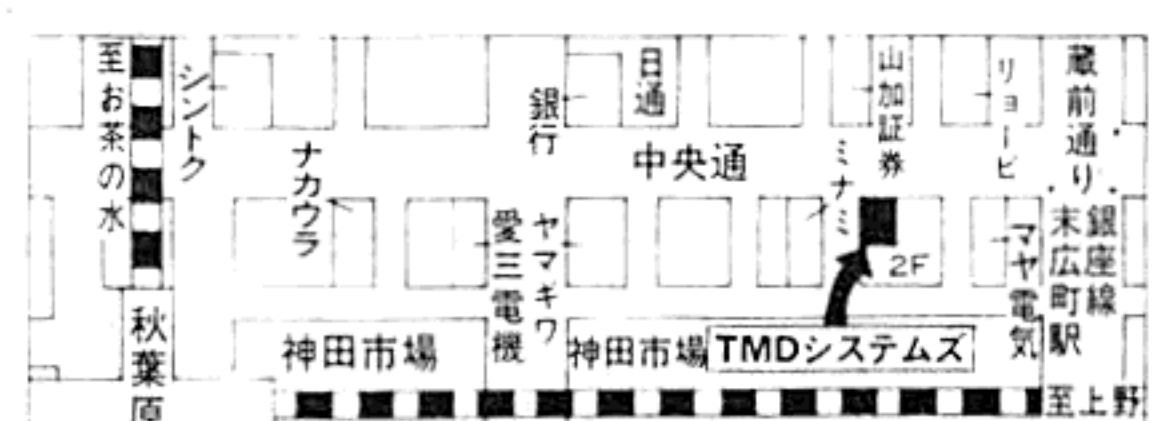 至お茶の水
シントク
ナカウラ
銀行
日通
中央通
山加証券
リョービ
蔵前通り
ミナミ
愛三電機
ヤマギワ
2F
マヤ電気
銀座線
末広町駅
秋葉原
神田市場
神田市場
TMDシステムズ
至上野